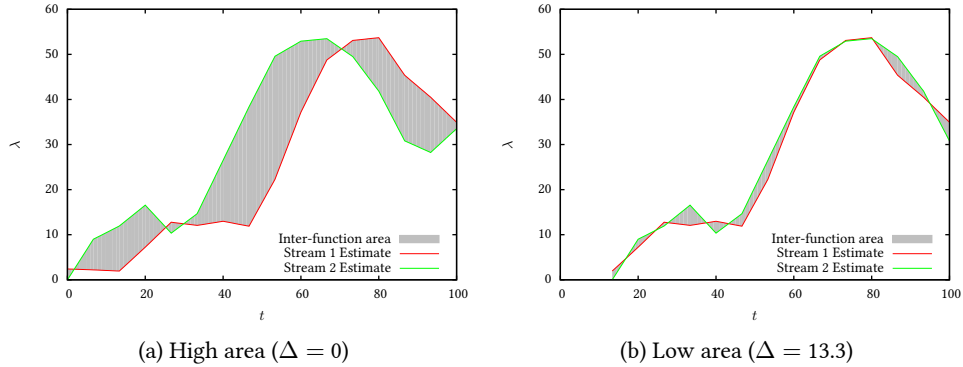 60
50
40
30
20
10
0
λ
Inter-function area
Stream 1 Estimate
Stream 2 Estimate
0 20 40 60 80 100
t
(a) High area (Δ = 0)
60
50
40
30
20
10
0
λ
Inter-function area
Stream 1 Estimate
Stream 2 Estimate
0 20 40 60 80 100
t
(b) Low area (Δ = 13.3)